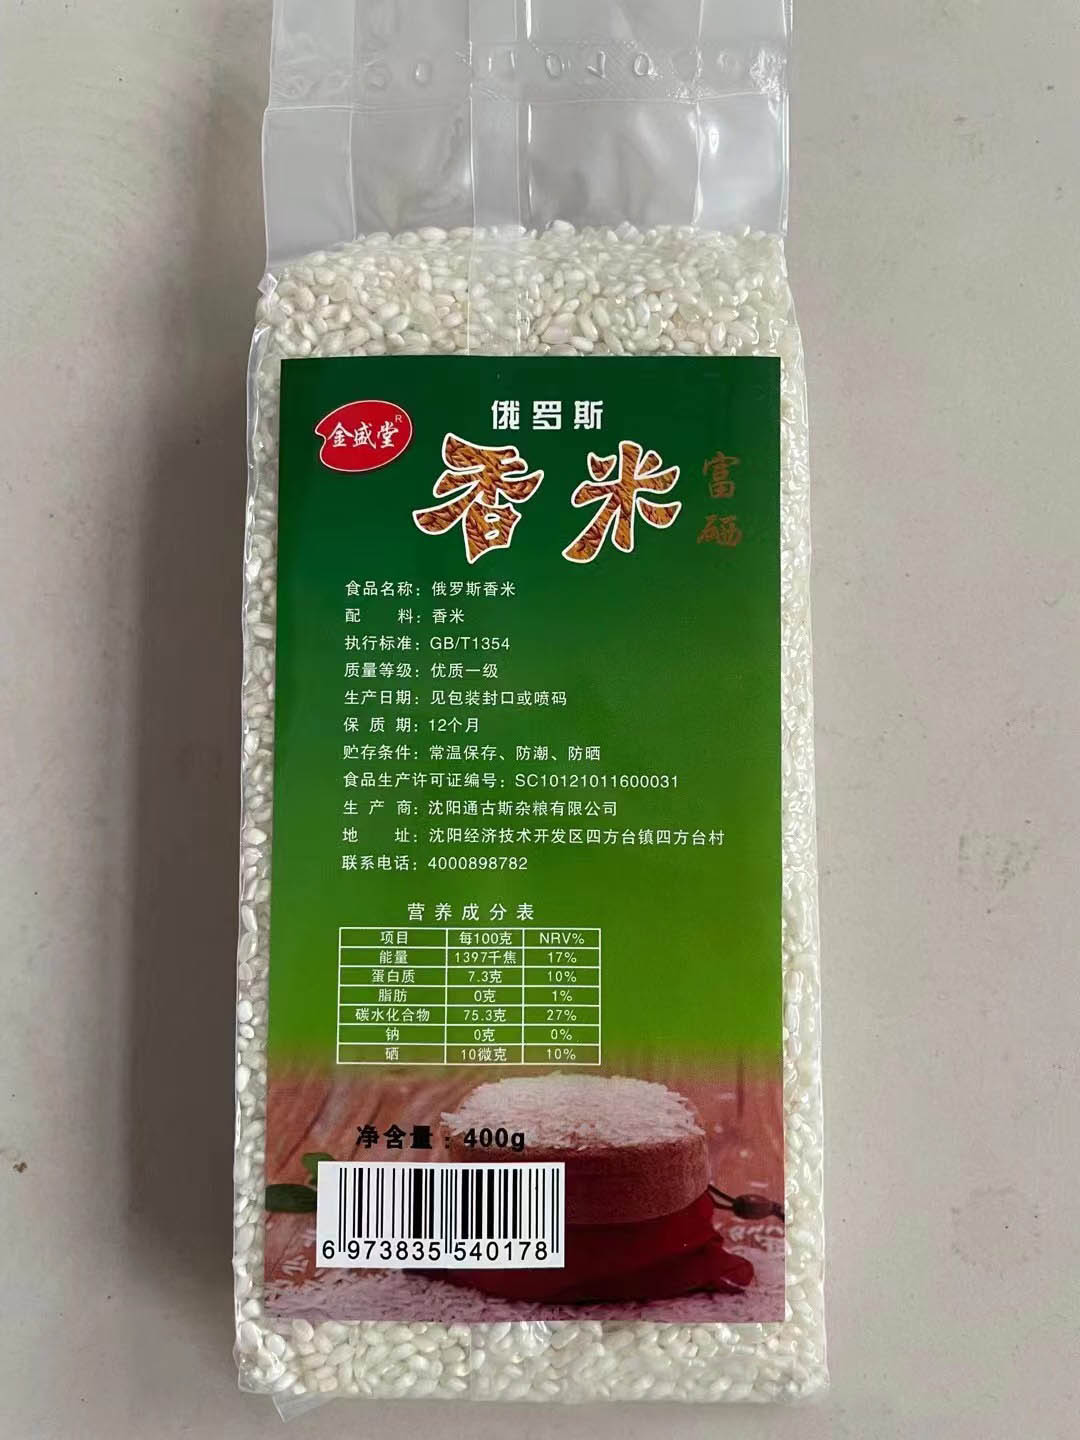 金盛堂 R
俄罗斯
香米
富硒
食品名称：俄罗斯香米
配 料：香米
执行标准：GB/T1354
质量等级：优质一级
生产日期：见包装封口或喷码
保 质 期：12个月
贮存条件：常温保存、防潮、防晒
食品生产许可证编号：SC10121011600031
生 产 商：沈阳通古斯杂粮有限公司
地 址：沈阳经济技术开发区四方台镇四方台村
联系电话：4000898782
营养成分表
项目 每100克 NRV%
能量 1397千焦 17%
蛋白质 7.3克 10%
脂肪 0克 1%
碳水化合物 75.3克 27%
钠 0克 0%
硒 10微克 10%
净含量：400g
6 973835 540178